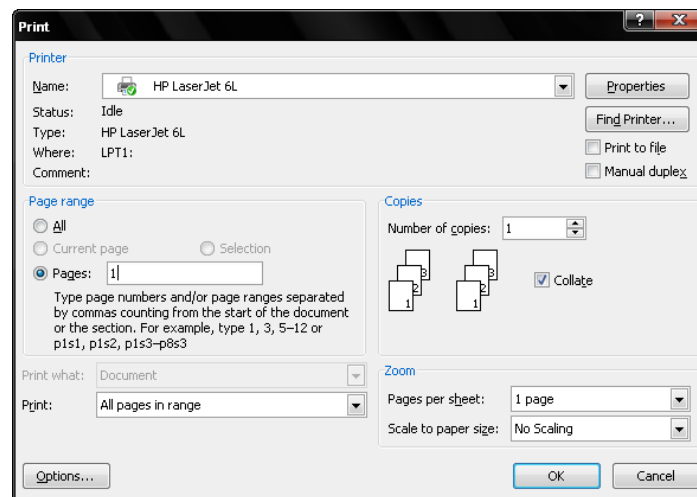 Print
Printer
Name: HP LaserJet 6L Properties
Status: Idle
Find Printer...
Type: HP LaserJet 6L
Where: LPT1: Print to file
Comment: Manual duplex
Page range
All
Current page Selection
Pages: 1
Type page numbers and/or page ranges separated
by commas counting from the start of the document
or the section. For example, type 1, 3, 5–12 or
p1s1, p1s2, p1s3–p8s3
Copies
Number of copies: 1
3 3
2 2
1 1
Collate
Print what: Document
Print: All pages in range
Zoom
Pages per sheet: 1 page
Scale to paper size: No Scaling
Options... OK Cancel